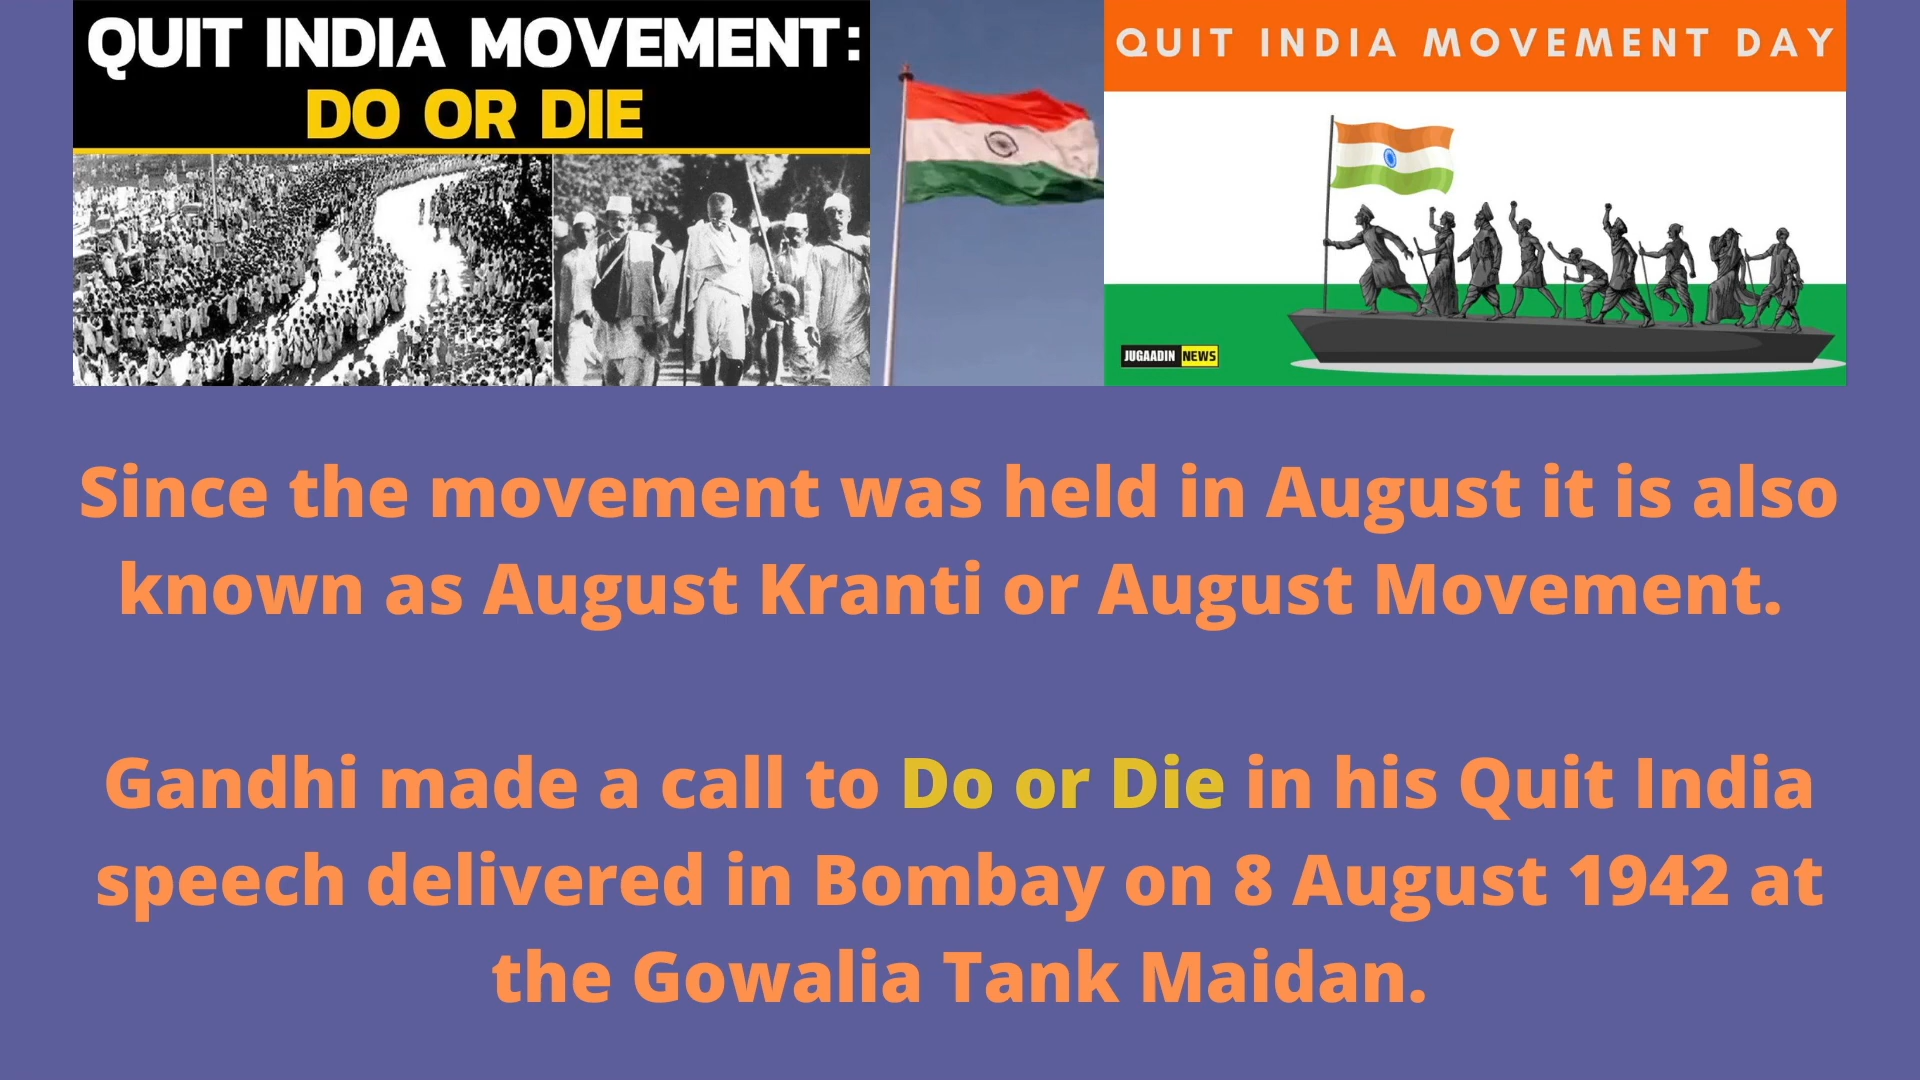 QUIT INDIA MOVEMENT:
DO OR DIE
QUIT INDIA MOVEMENT DAY
JUGAADIN NEWS
Since the movement was held in August it is also
known as August Kranti or August Movement.
Gandhi made a call to Do or Die in his Quit India
speech delivered in Bombay on 8 August 1942 at
the Gowalia Tank Maidan.